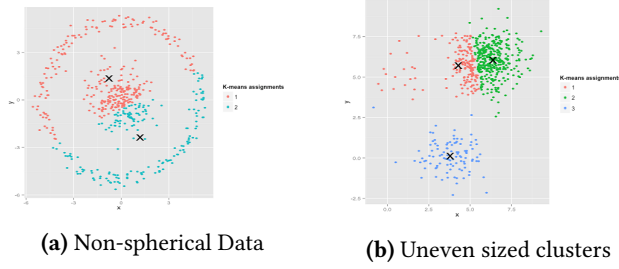 K-means assignments
1
2
y
x
(a) Non-spherical Data
K-means assignments
1
2
3
7.5
5.0
2.5
0.0
-2.5
y
0.0
2.5
5.0
7.5
x
(b) Uneven sized clusters